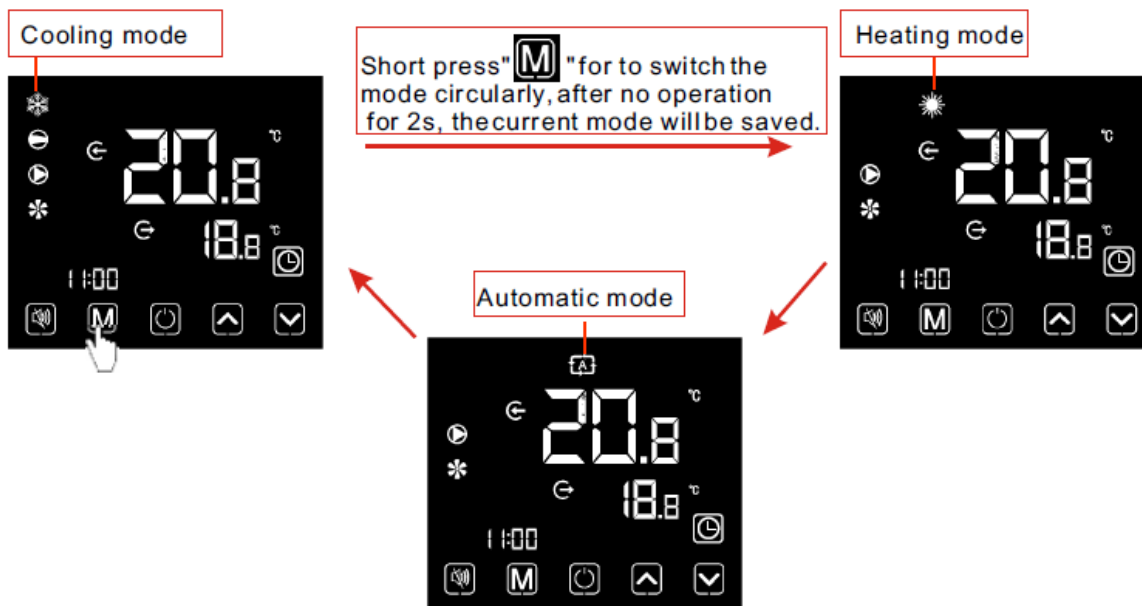 Cooling mode
Short press"M "for to switch the
mode circularly, after no operation
for 2s, the current mode will be saved.
Heating mode
20.8 °C
18.8 °C
11:00
M
20.8 °C
18.8 °C
11:00
M
Automatic mode
A
20.8 °C
18.8 °C
11:00
M